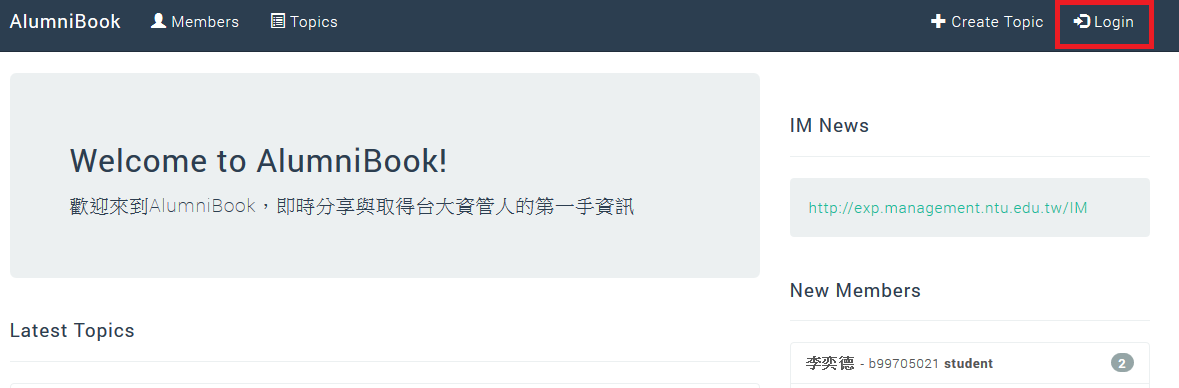 AlumniBook Members Topics Create Topic Login
Welcome to AlumniBook!
歡迎來到AlumniBook，即時分享與取得台大資管人的第一手資訊
Latest Topics
IM News
http://exp.management.ntu.edu.tw/IM
New Members
李奕德 - b99705021 student 2